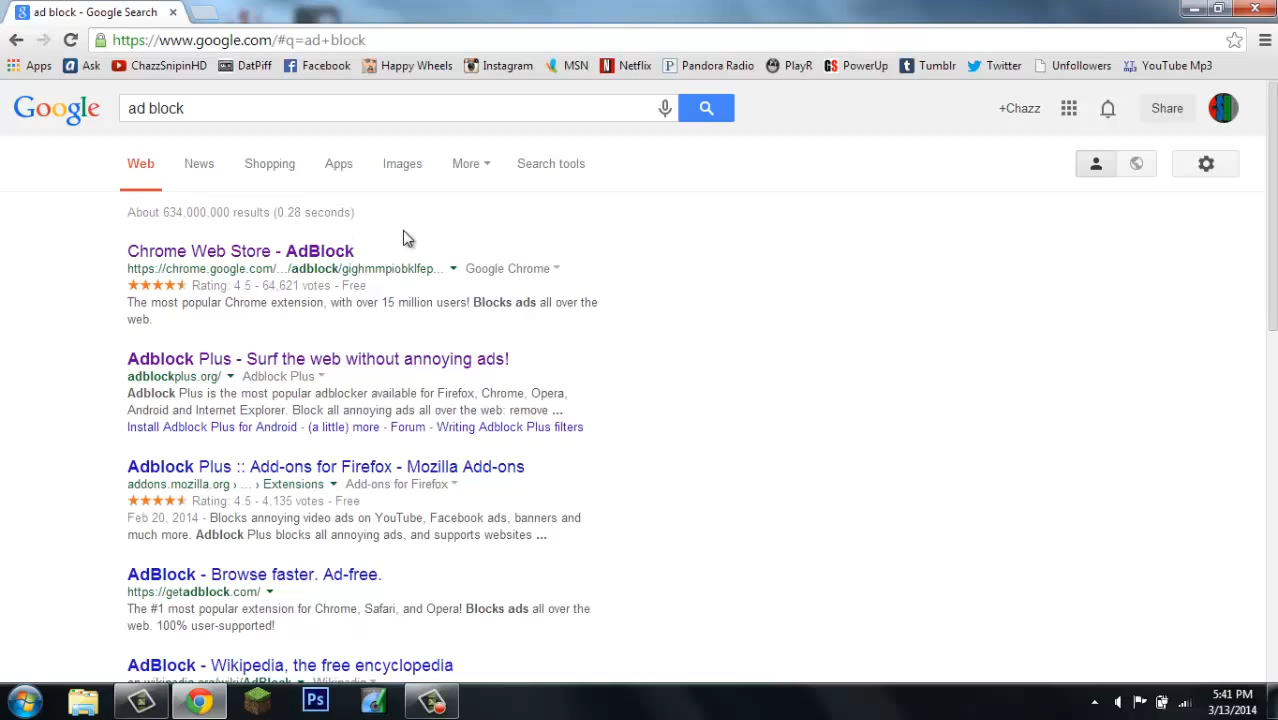 ad block - Google Search
https://www.google.com/#q=ad+block
Apps Ask ChazzSnipinHD DatPiff Facebook Happy Wheels Instagram MSN Netflix Pandora Radio PlayR PowerUp Tumblr Twitter Unfollowers YouTube Mp3
Google ad block +Chazz Share
Web News Shopping Apps Images More Search tools
About 634,000,000 results (0.28 seconds)
Chrome Web Store - AdBlock
https://chrome.google.com/.../adblock/gighmmpiobklfep... Google Chrome
Rating: 4.5 - 64,621 votes - Free
The most popular Chrome extension, with over 15 million users! Blocks ads all over the
web.
Adblock Plus - Surf the web without annoying ads!
adblockplus.org/ Adblock Plus
Adblock Plus is the most popular adblocker available for Firefox, Chrome, Opera,
Android and Internet Explorer. Block all annoying ads all over the web: remove ...
Install Adblock Plus for Android - (a little) more - Forum - Writing Adblock Plus filters
Adblock Plus :: Add-ons for Firefox - Mozilla Add-ons
addons.mozilla.org › ... › Extensions Add-ons for Firefox
Rating: 4.5 - 4,135 votes - Free
Feb 20, 2014 - Blocks annoying video ads on YouTube, Facebook ads, banners and
much more. Adblock Plus blocks all annoying ads, and supports websites ...
AdBlock - Browse faster. Ad-free.
https://getadblock.com/
The #1 most popular extension for Chrome, Safari, and Opera! Blocks ads all over the
web. 100% user-supported!
AdBlock - Wikipedia, the free encyclopedia
en.wikipedia.org/wiki/AdBlock Wikipedia
Ps
5:41 PM
3/13/2014